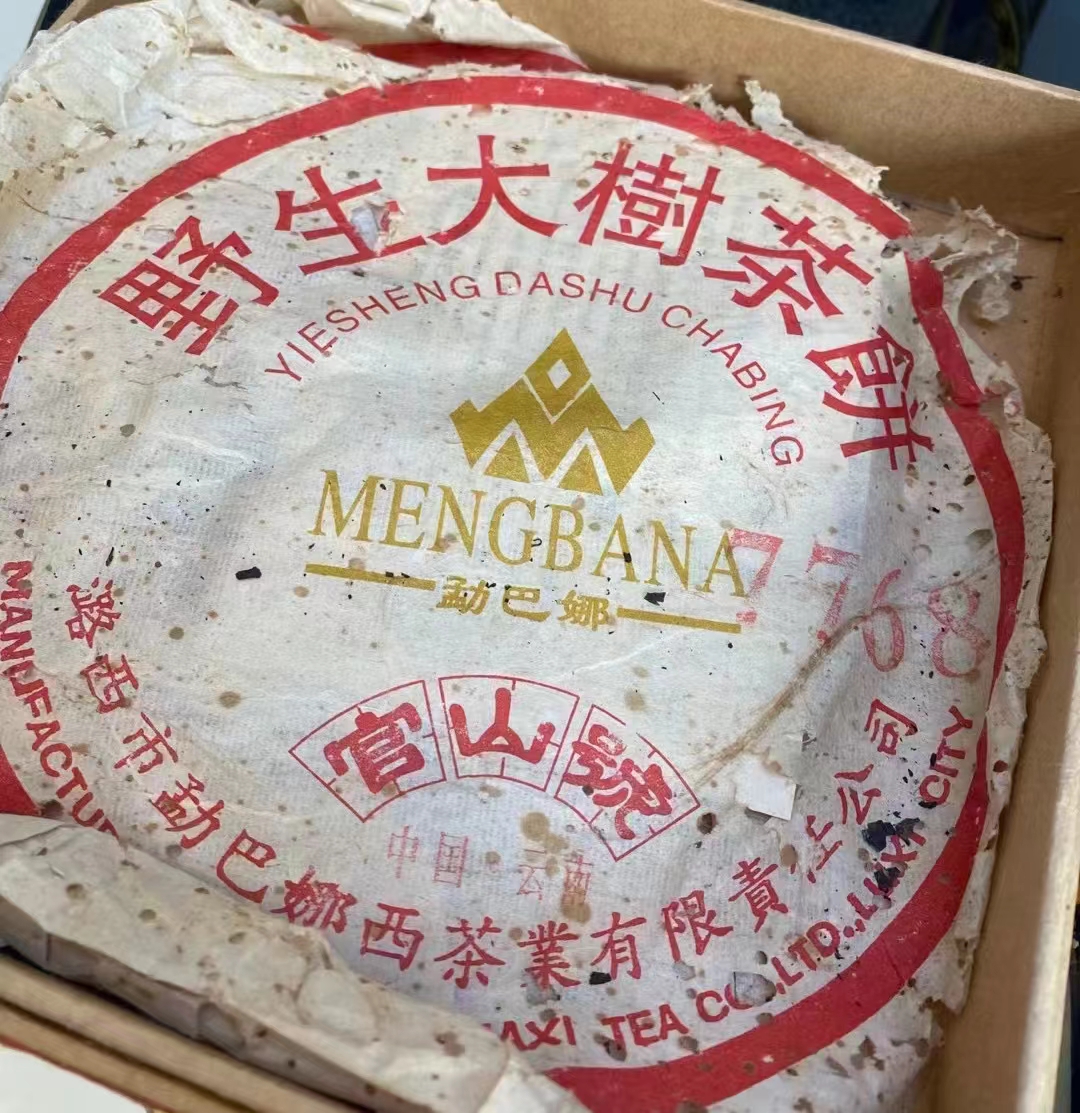 野生大樹茶餅
YIESHENG DASHU CHABING
MENGBANA
勐巴娜
7768
官山號
中国·云南
潞西市勐巴娜西茶業有限責任公司
MANUFACTUR
AXI TEA CO.,LTD.,LUXI CITY